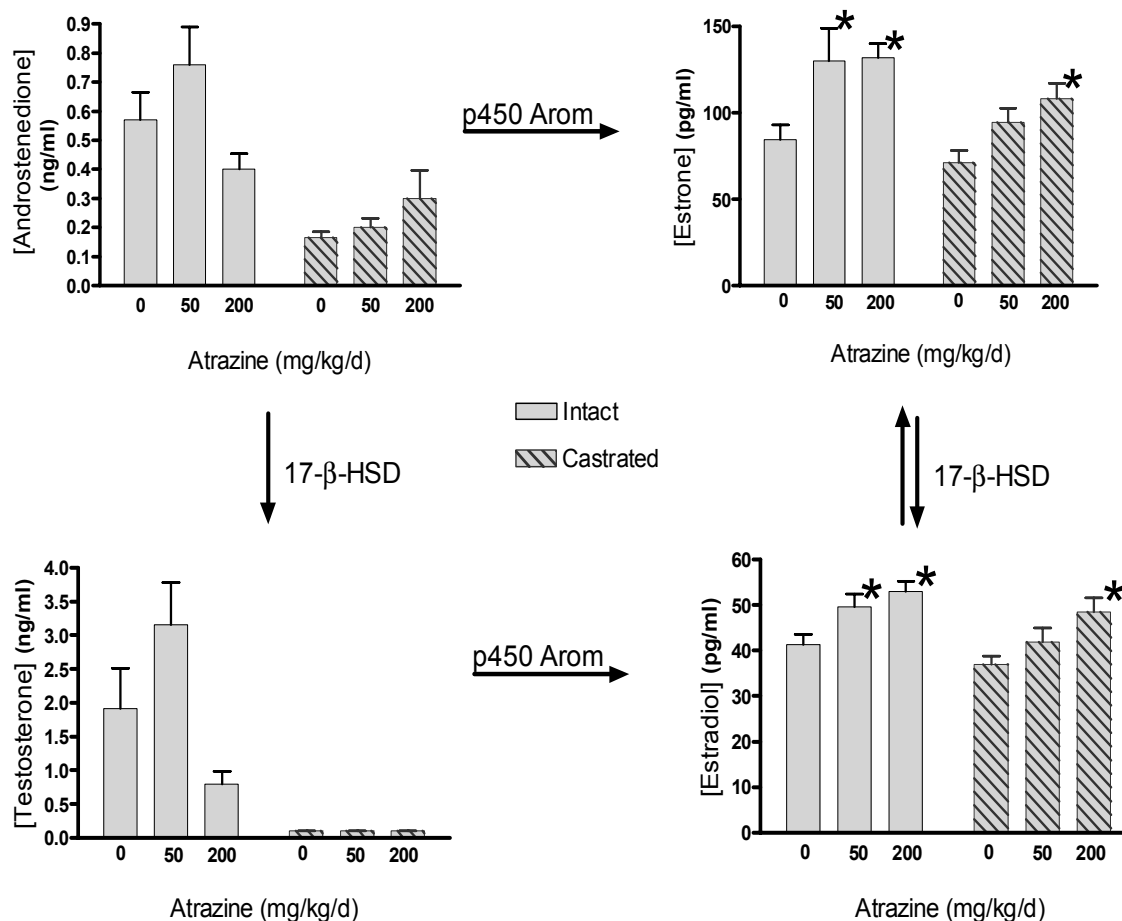 [Androstenedione]
(ng/ml)
0.9
0.8
0.7
0.6
0.5
0.4
0.3
0.2
0.1
0.0
0 50 200 0 50 200
Atrazine (mg/kg/d)
p450 Arom
[Estrone] (pg/ml)
150
100
50
0
* * *
0 50 200 0 50 200
Atrazine (mg/kg/d)
17-β-HSD
Intact
Castrated
17-β-HSD
[Testosterone] (ng/ml)
4.0
3.5
3.0
2.5
2.0
1.5
1.0
0.5
0.0
0 50 200 0 50 200
Atrazine (mg/kg/d)
p450 Arom
[Estradiol] (pg/ml)
60
50
40
30
20
10
0
* * *
0 50 200 0 50 200
Atrazine (mg/kg/d)